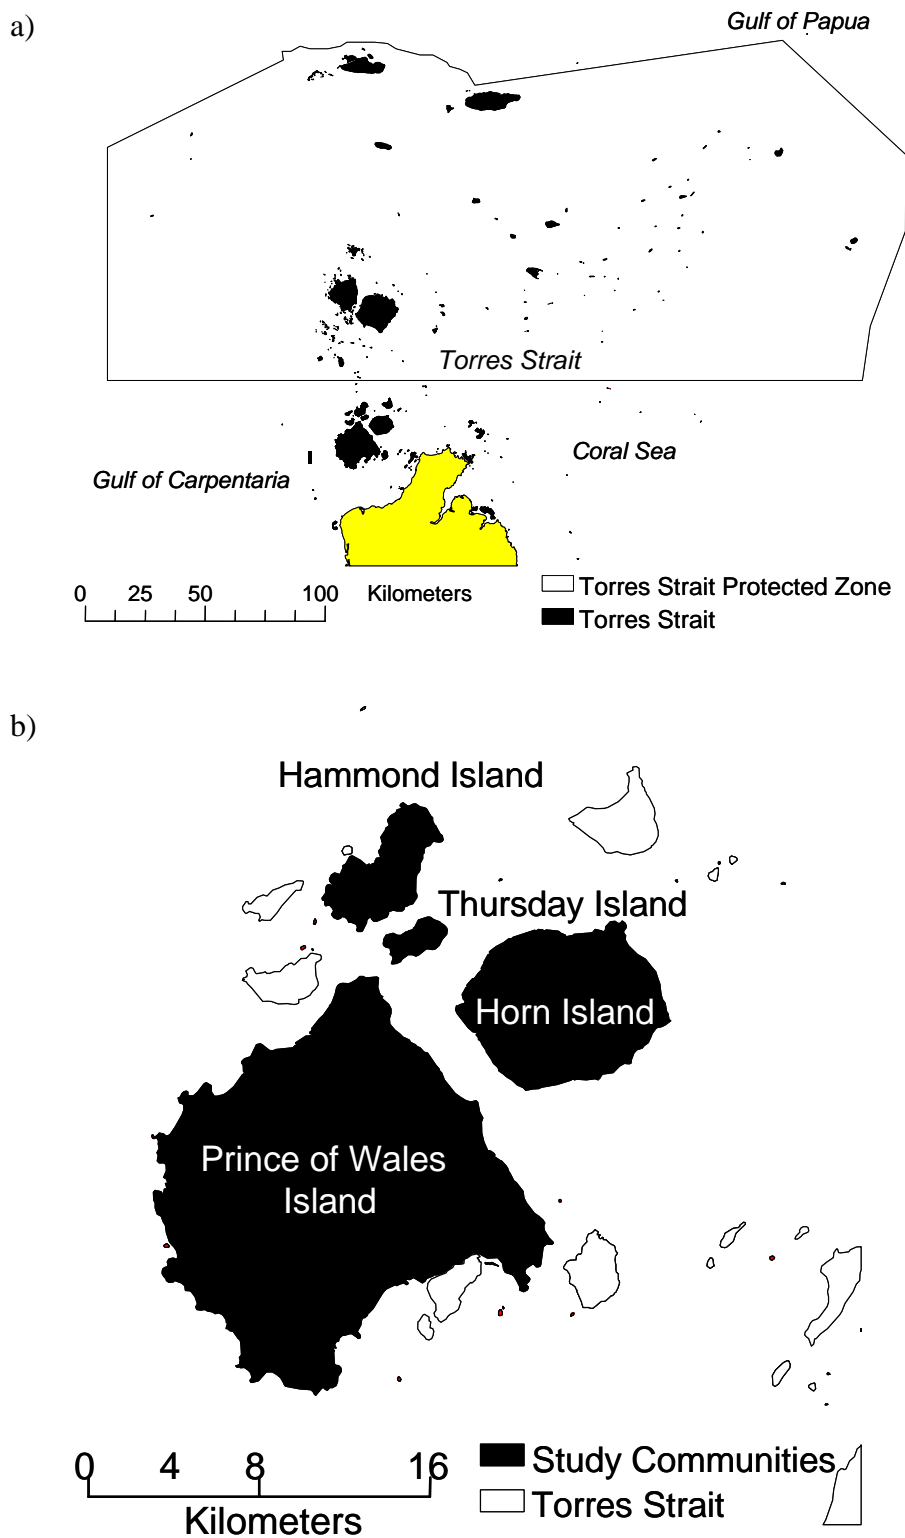 a)
Gulf of Papua
Torres Strait
Coral Sea
Gulf of Carpentaria
0 25 50 100 Kilometers
Torres Strait Protected Zone
Torres Strait
b)
Hammond Island
Thursday Island
Horn Island
Prince of Wales
Island
0 4 8 16
Kilometers
Study Communities
Torres Strait